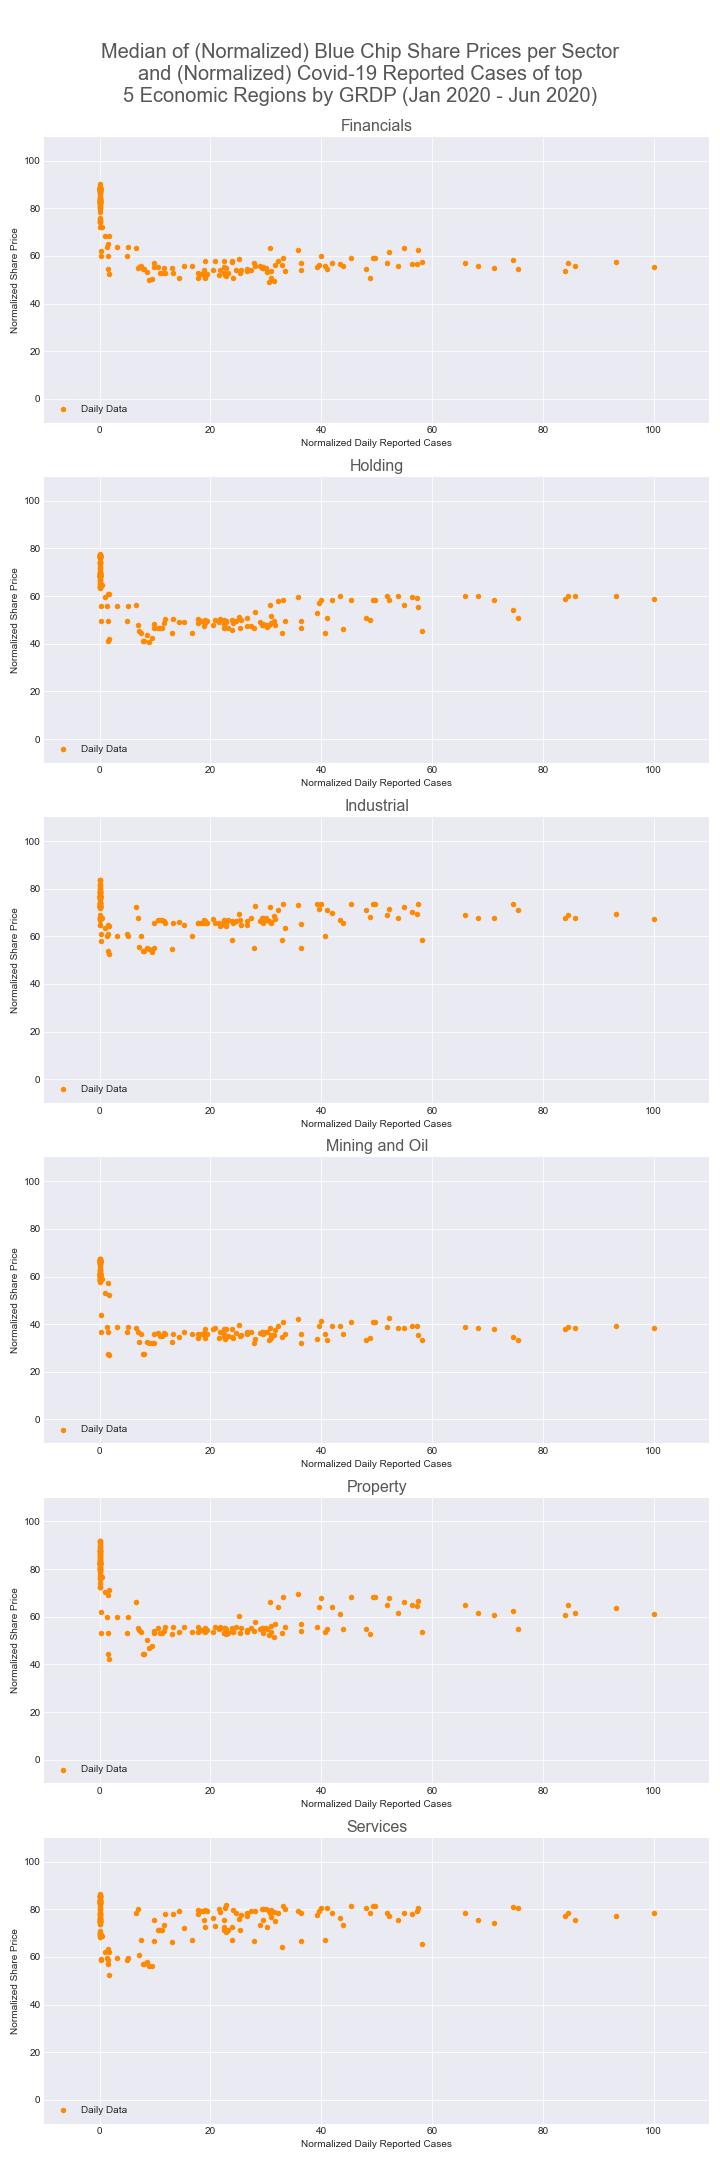 Median of (Normalized) Blue Chip Share Prices per Sector
and (Normalized) Covid-19 Reported Cases of top
5 Economic Regions by GRDP (Jan 2020 - Jun 2020)
Financials
100
80
60
40
20
0
Normalized Share Price
Daily Data
0 20 40 60 80 100
Normalized Daily Reported Cases
Holding
100
80
60
40
20
0
Normalized Share Price
Daily Data
0 20 40 60 80 100
Normalized Daily Reported Cases
Industrial
100
80
60
40
20
0
Normalized Share Price
Daily Data
0 20 40 60 80 100
Normalized Daily Reported Cases
Mining and Oil
100
80
60
40
20
0
Normalized Share Price
Daily Data
0 20 40 60 80 100
Normalized Daily Reported Cases
Property
100
80
60
40
20
0
Normalized Share Price
Daily Data
0 20 40 60 80 100
Normalized Daily Reported Cases
Services
100
80
60
40
20
0
Normalized Share Price
Daily Data
0 20 40 60 80 100
Normalized Daily Reported Cases